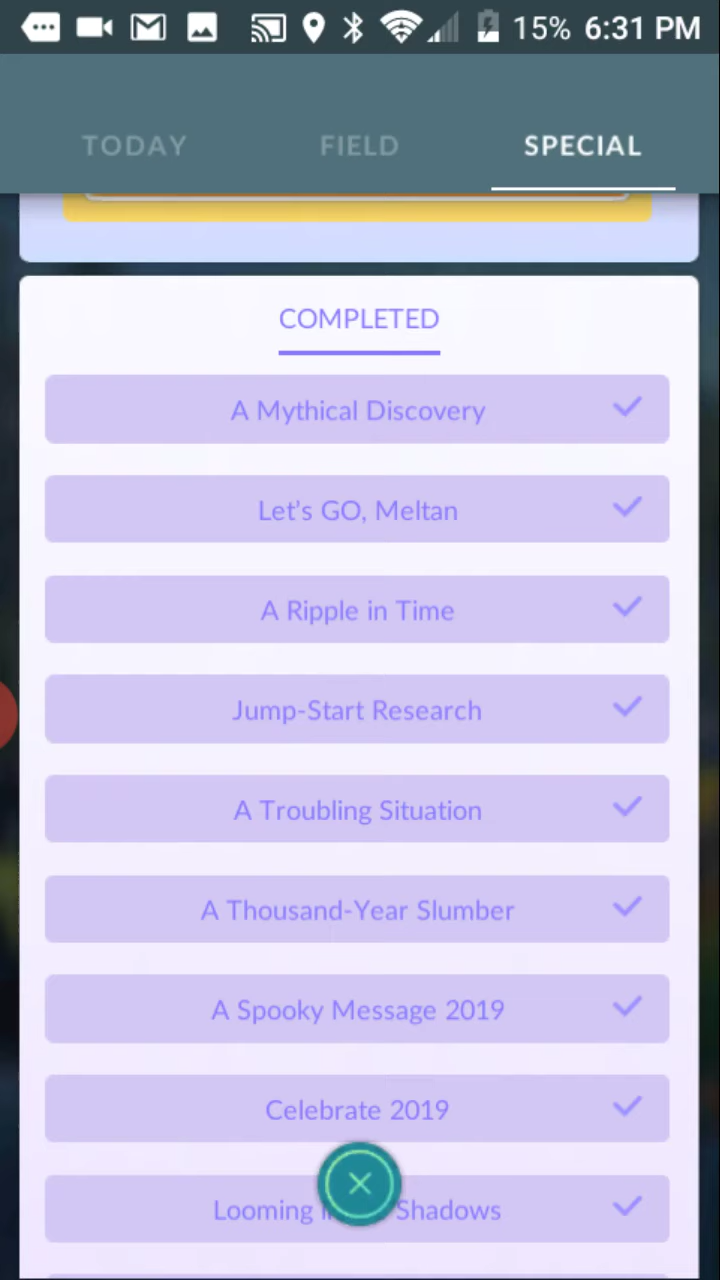 15% 6:31 PM
TODAY FIELD SPECIAL
COMPLETED
A Mythical Discovery
Let's GO, Meltan
A Ripple in Time
Jump-Start Research
A Troubling Situation
A Thousand-Year Slumber
A Spooky Message 2019
Celebrate 2019
Looming Shadows